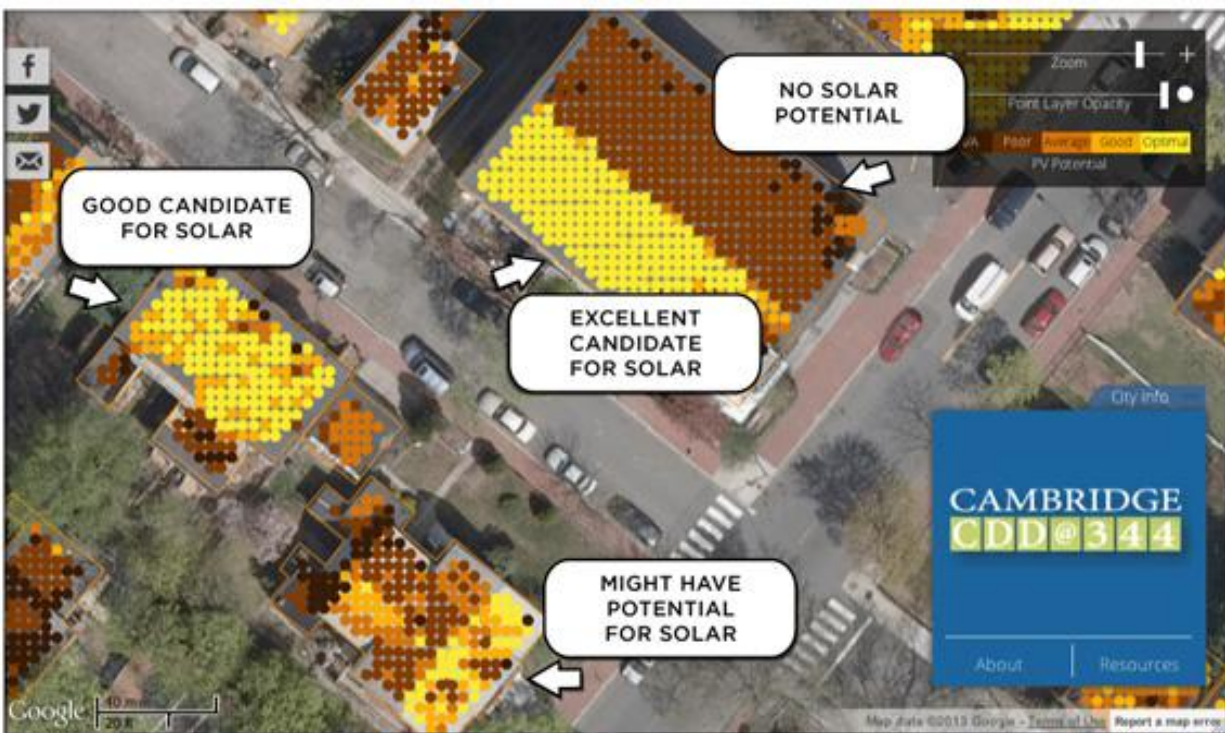 f
NO SOLAR
POTENTIAL
Zoom
+
Point Layer Opacity
Poor Average Good Optimal
PV Potential
GOOD CANDIDATE
FOR SOLAR
EXCELLENT
CANDIDATE
FOR SOLAR
City Info
CAMBRIDGE
CDD@344
MIGHT HAVE
POTENTIAL
FOR SOLAR
About
Resources
Google
40 m
20 ft
Map data ©2013 Google - Terms of Use Report a map error